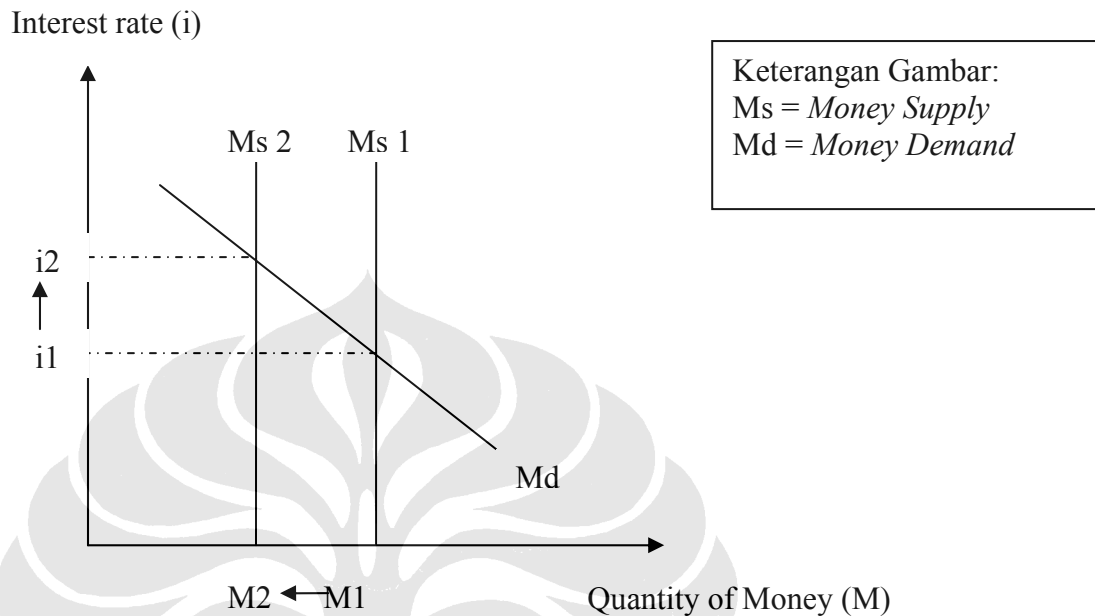 Interest rate (i)
Keterangan Gambar:
Ms = Money Supply
Md = Money Demand
Ms 2
Ms 1
i2
i1
Md
M2
M1
Quantity of Money (M)